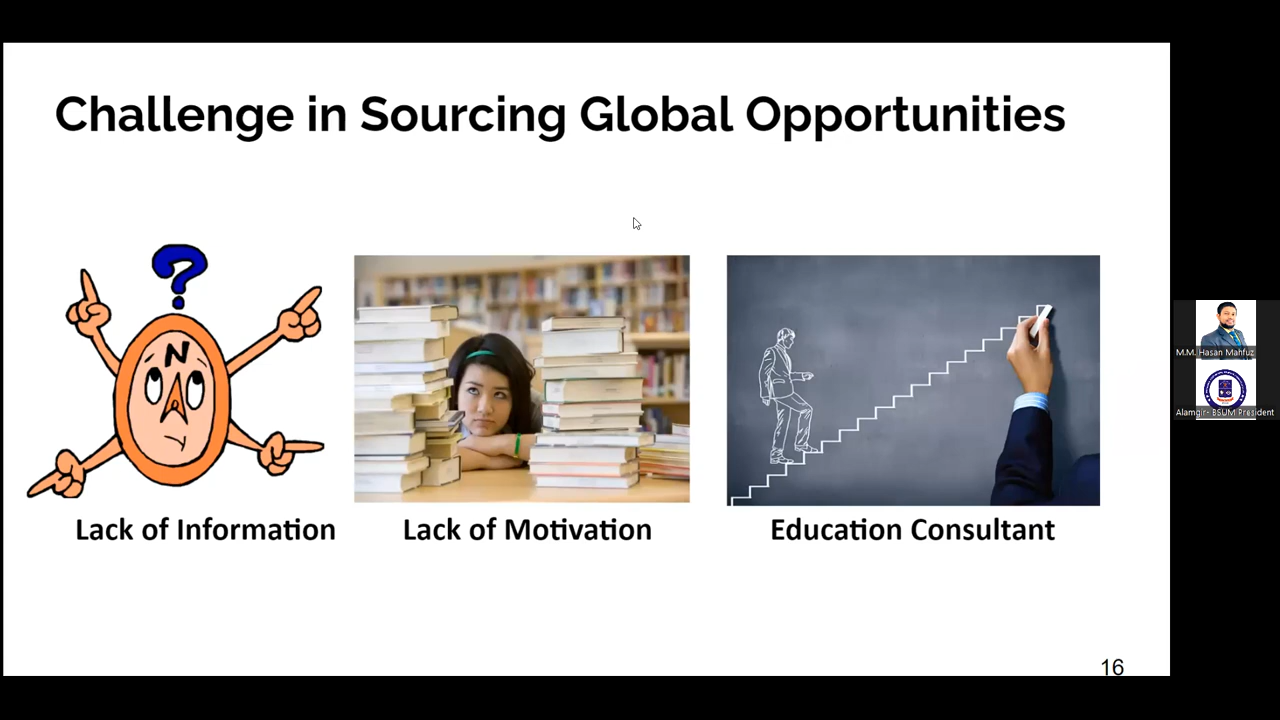 Challenge in Sourcing Global Opportunities
?
N
Lack of Information
Lack of Motivation
Education Consultant
16
M.M. Hasan Mahfuz
Alamgir- BSUM President